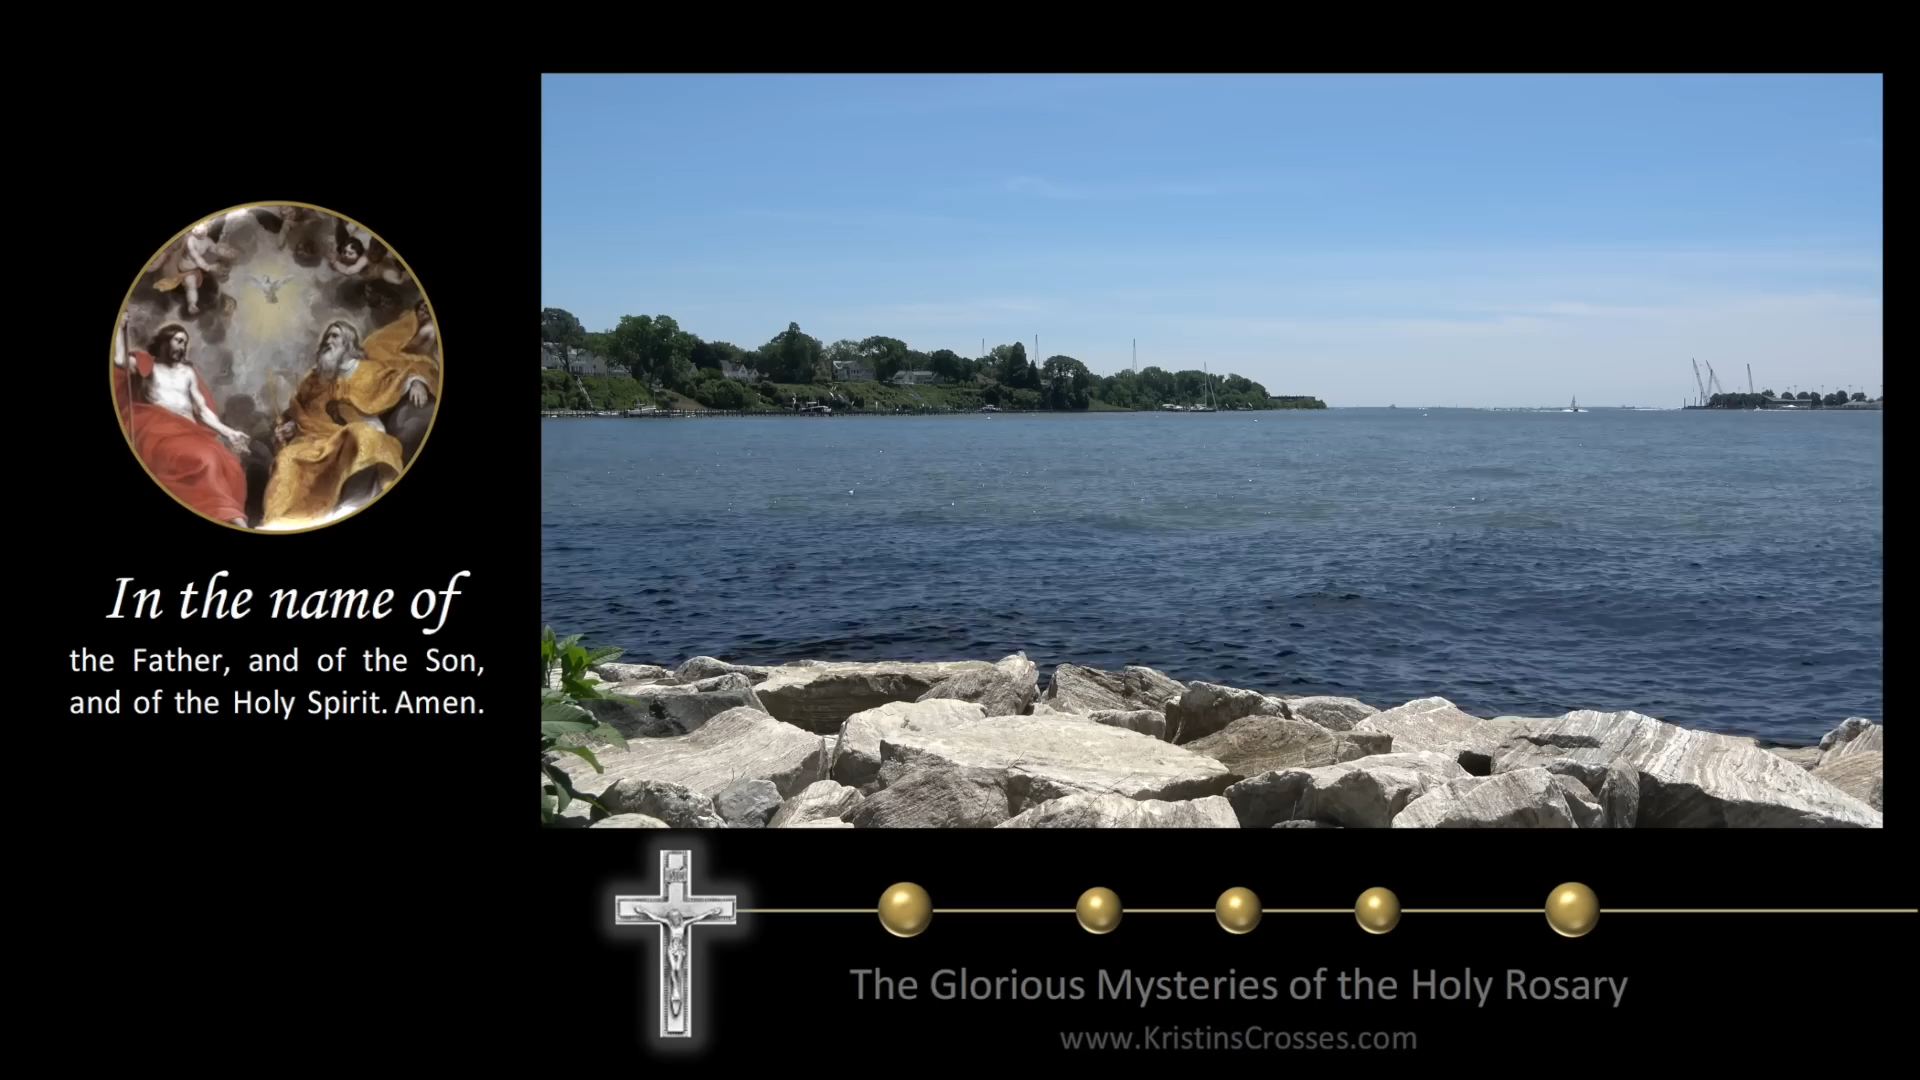 In the name of
the Father, and of the Son,
and of the Holy Spirit. Amen.
The Glorious Mysteries of the Holy Rosary
www.KristinsCrosses.com